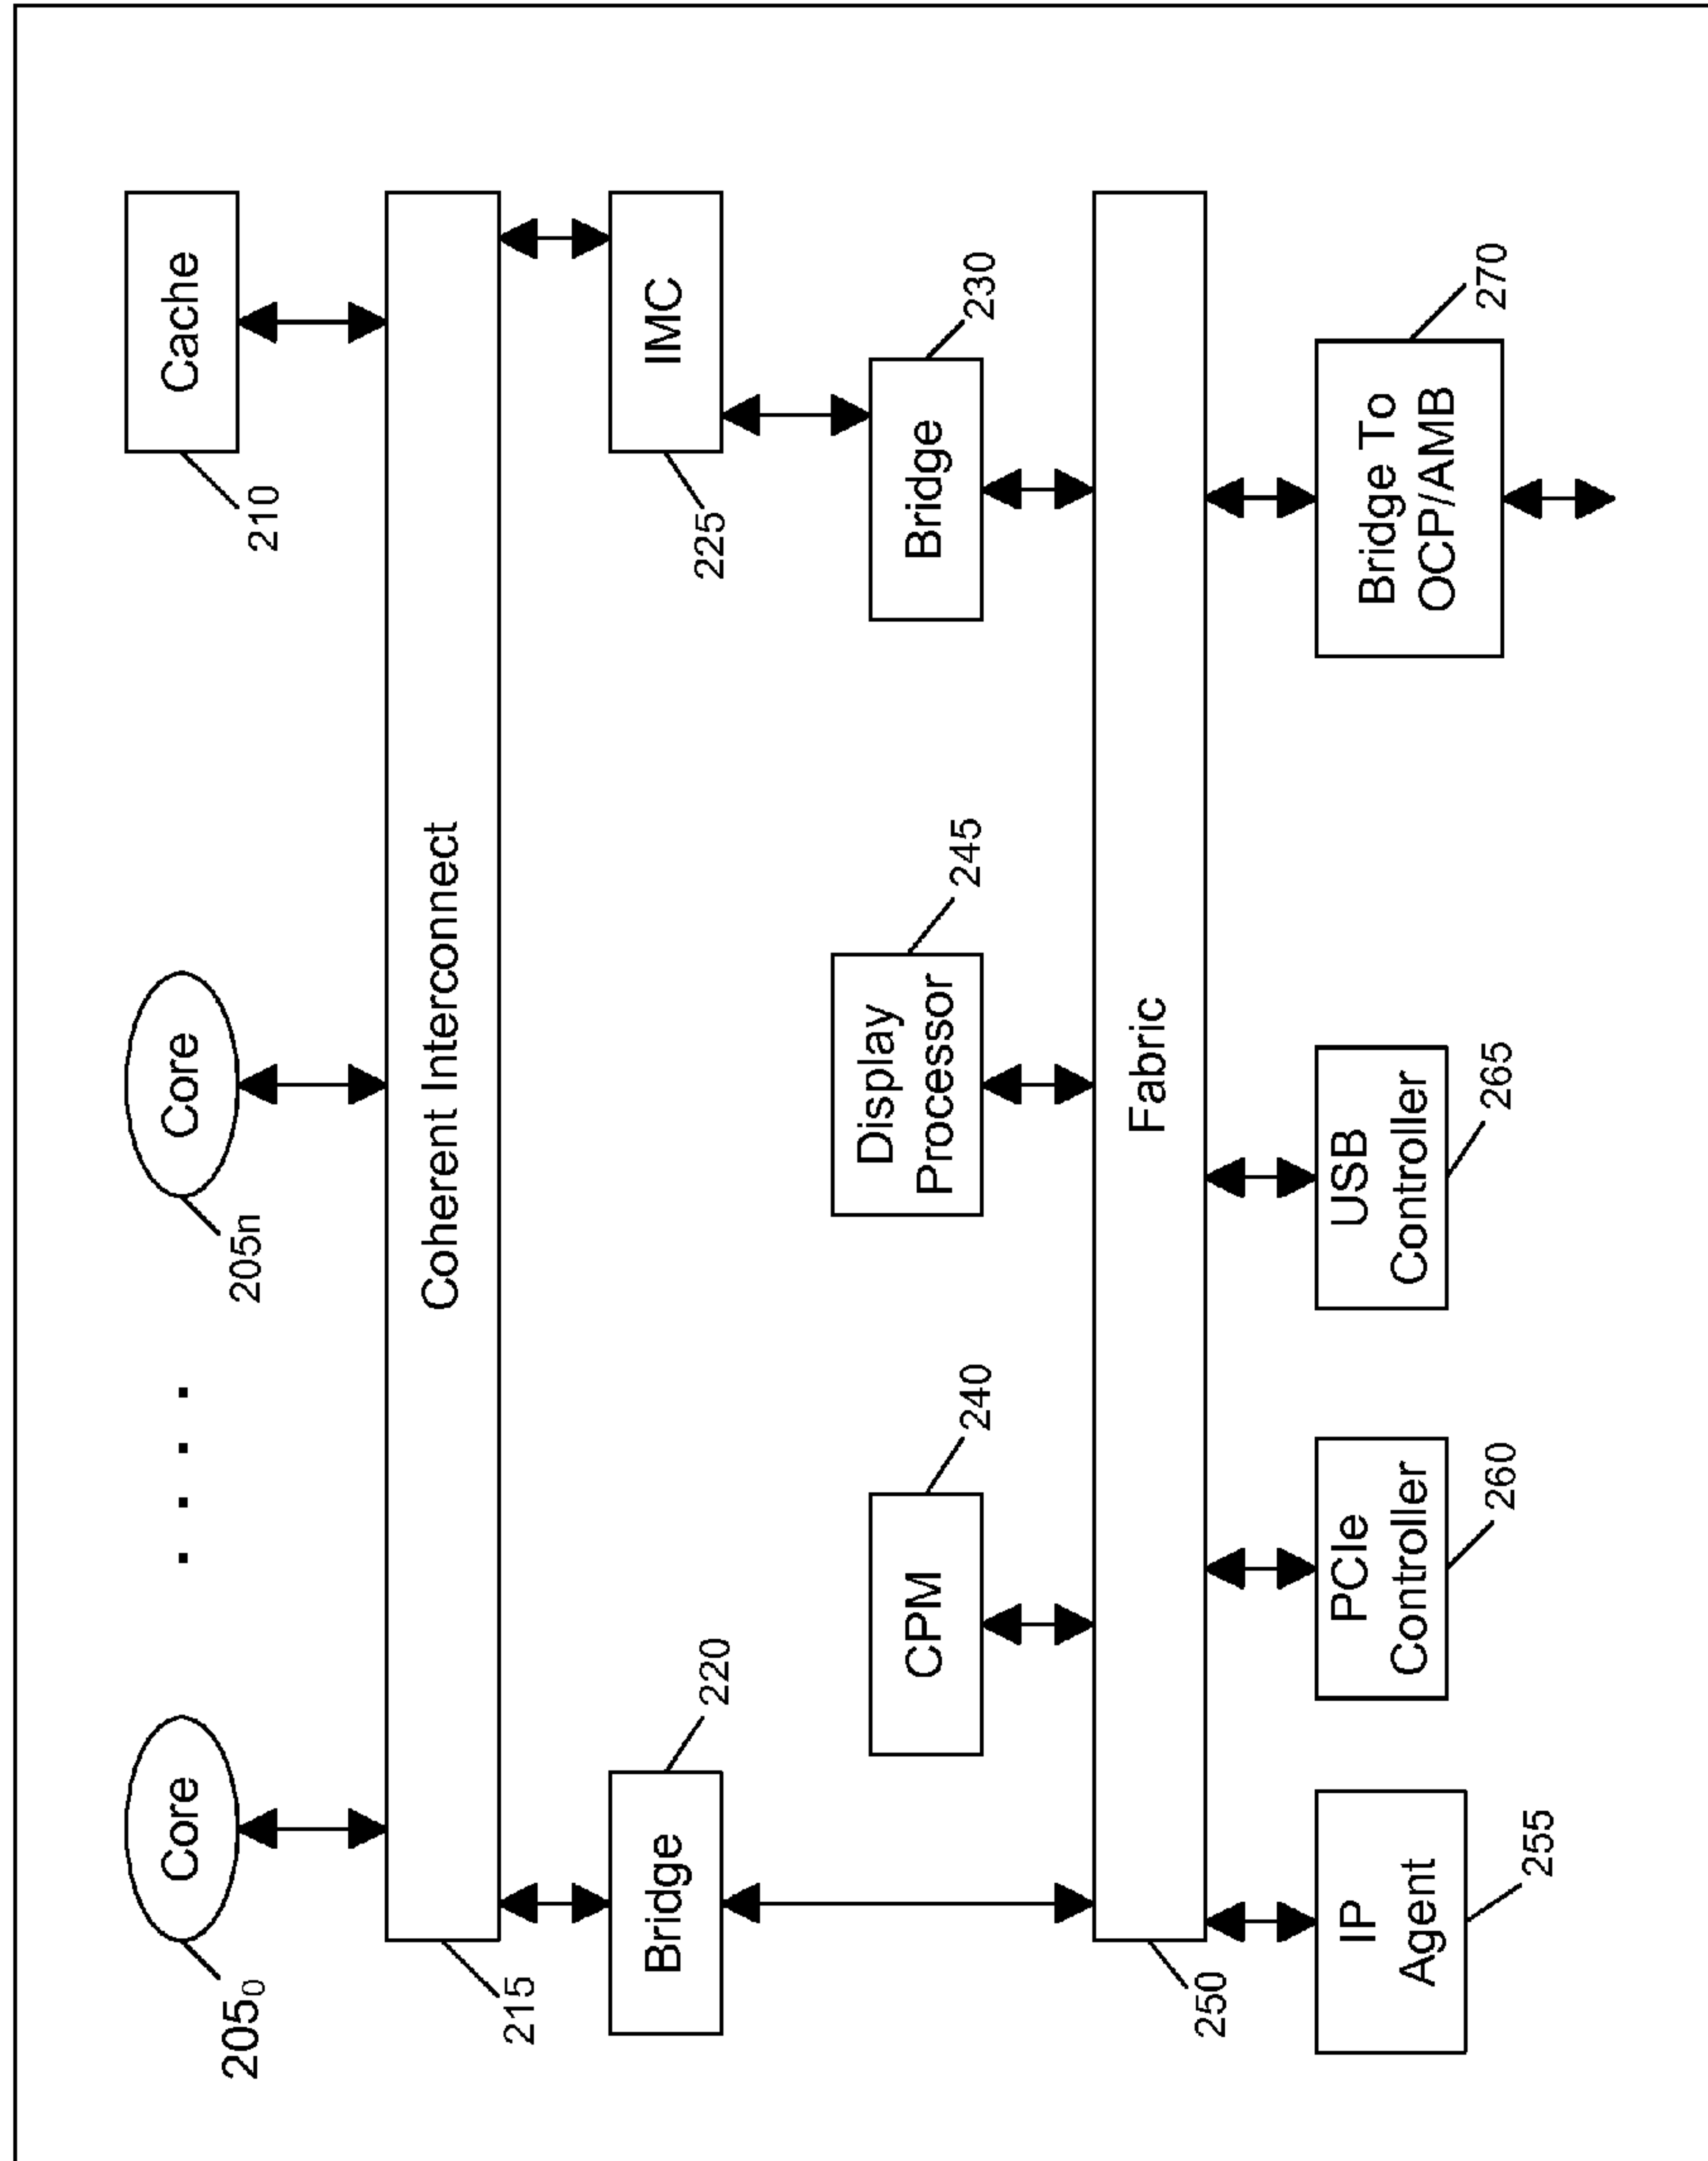 Core
Core
Cache
205₀
. . . .
205n
210
Coherent Interconnect
215
Bridge
220
IMC
225
CPM
240
Display
Processor
245
Bridge
230
Fabric
250
IP
Agent
255
PCIe
Controller
260
USB
Controller
265
Bridge To
OCP/AMB
270